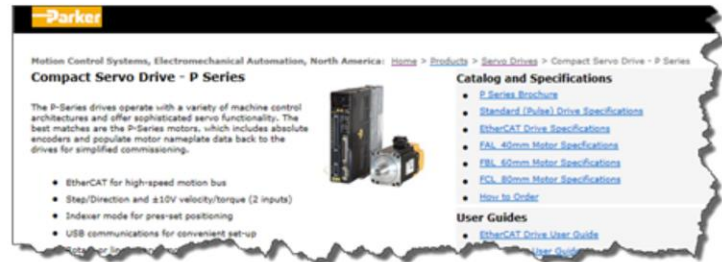 Parker
Motion Control Systems, Electromechanical Automation, North America: Home > Products > Servo Drives > Compact Servo Drive - P Series
Compact Servo Drive - P Series
The P-Series drives operate with a variety of machine control
architectures and offer sophisticated servo functionality. The
best matches are the P-Series motors, which includes absolute
encoders and populate motor nameplate data back to the
drives for simplified commissioning.
• EtherCAT for high-speed motion bus
• Step/Direction and ±10V velocity/torque (2 inputs)
• Indexer mode for pres-set positioning
• USB communications for convenient set-up
Catalog and Specifications
• P Series Brochure
• Standard (Pulse) Drive Specifications
• EtherCAT Drive Specifications
• FAL 40mm Motor Specifications
• FBL 60mm Motor Specifications
• FCL 80mm Motor Specifications
• How to Order
User Guides
• EtherCAT Drive User Guide
User Guide